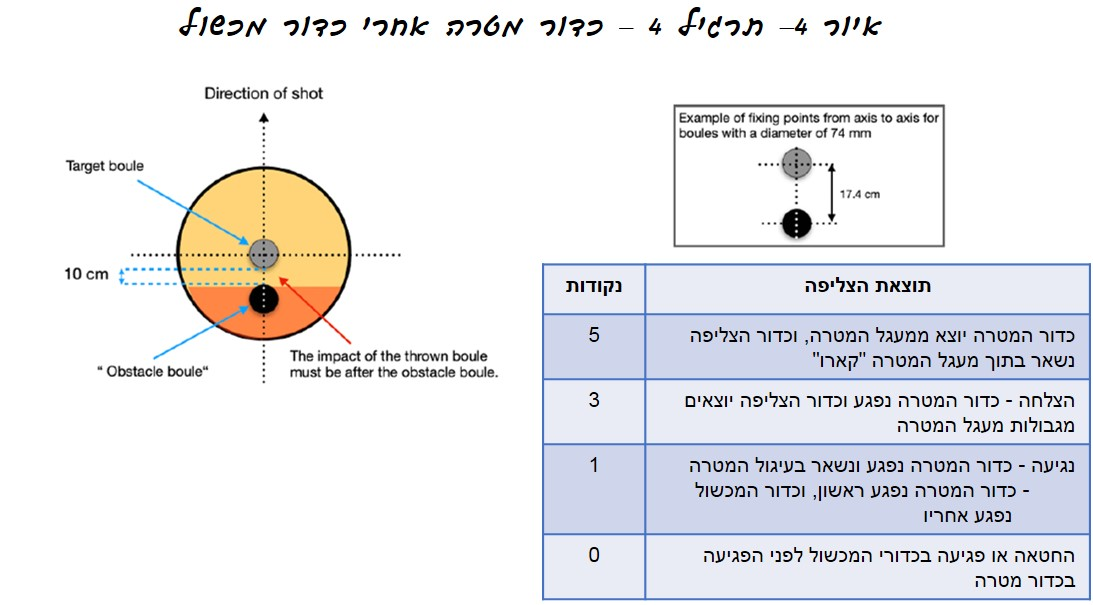 איור 4– תרגיל 4 – כדור מטרה אחרי כדור מכשול
Direction of shot
Target boule
10 cm
" Obstacle boule"
The impact of the thrown boule
must be after the obstacle boule.
Example of fixing points from axis to axis for
boules with a diameter of 74 mm
17.4 cm
תוצאת הצליפה
נקודות
כדור המטרה יוצא ממעגל המטרה, וכדור הצליפה
נשאר בתוך מעגל המטרה "קארו"
5
הצלחה - כדור המטרה נפגע וכדור הצליפה יוצאים
מגבולות מעגל המטרה
3
נגיעה - כדור המטרה נפגע ונשאר בעיגול המטרה
- כדור המטרה נפגע ראשון, וכדור המכשול
נפגע אחריו
1
החטאה או פגיעה בכדורי המכשול לפני הפגיעה
בכדור מטרה
0